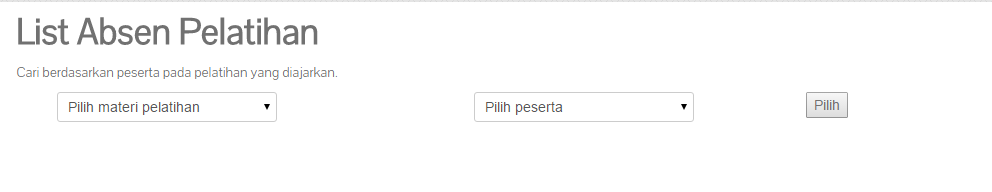 List Absen Pelatihan
Cari berdasarkan peserta pada pelatihan yang diajarkan.
Pilih materi pelatihan Pilih peserta Pilih